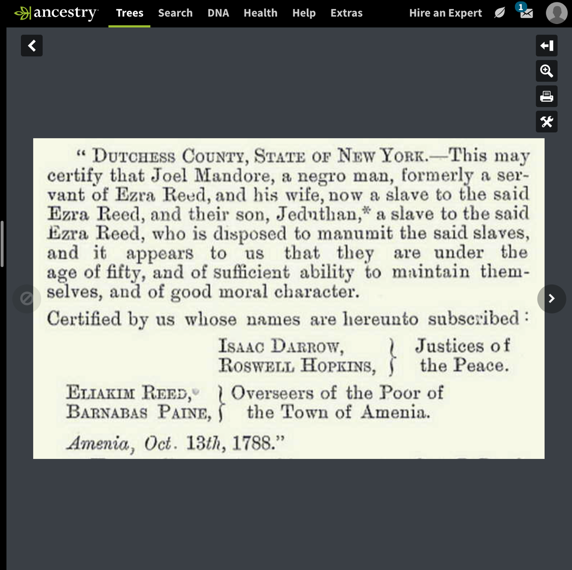 ancestry Trees Search DNA Health Help Extras Hire an Expert 1
“ DUTCHESS COUNTY, STATE OF NEW YORK.—This may
certify that Joel Mandore, a negro man, formerly a ser-
vant of Ezra Reed, and his wife, now a slave to the said
Ezra Reed, and their son, Jeduthan,* a slave to the said
Ezra Reed, who is disposed to manumit the said slaves,
and it appears to us that they are under the
age of fifty, and of sufficient ability to maintain them-
selves, and of good moral character.
Certified by us whose names are hereunto subscribed :
ISAAC DARROW, } Justices of
ROSWELL HOPKINS, } the Peace.
ELIAKIM REED, } Overseers of the Poor of
BARNABAS PAINE, } the Town of Amenia.
Amenia, Oct. 13th, 1788.”